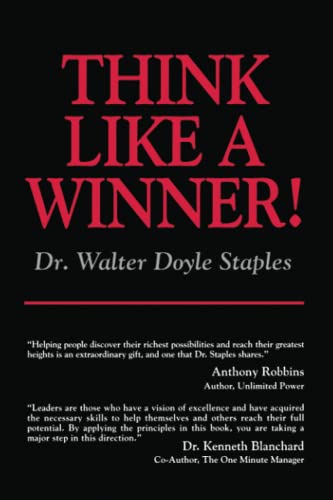 THINK
LIKE A
WINNER!
Dr. Walter Doyle Staples
“Helping people discover their richest possibilities and reach their greatest
heights is an extraordinary gift, and one that Dr. Staples shares.”
Anthony Robbins
Author, Unlimited Power
“Leaders are those who have a vision of excellence and have acquired
the necessary skills to help themselves and others reach their full
potential. By applying the principles in this book, you are taking a
major step in this direction.”
Dr. Kenneth Blanchard
Co-Author, The One Minute Manager